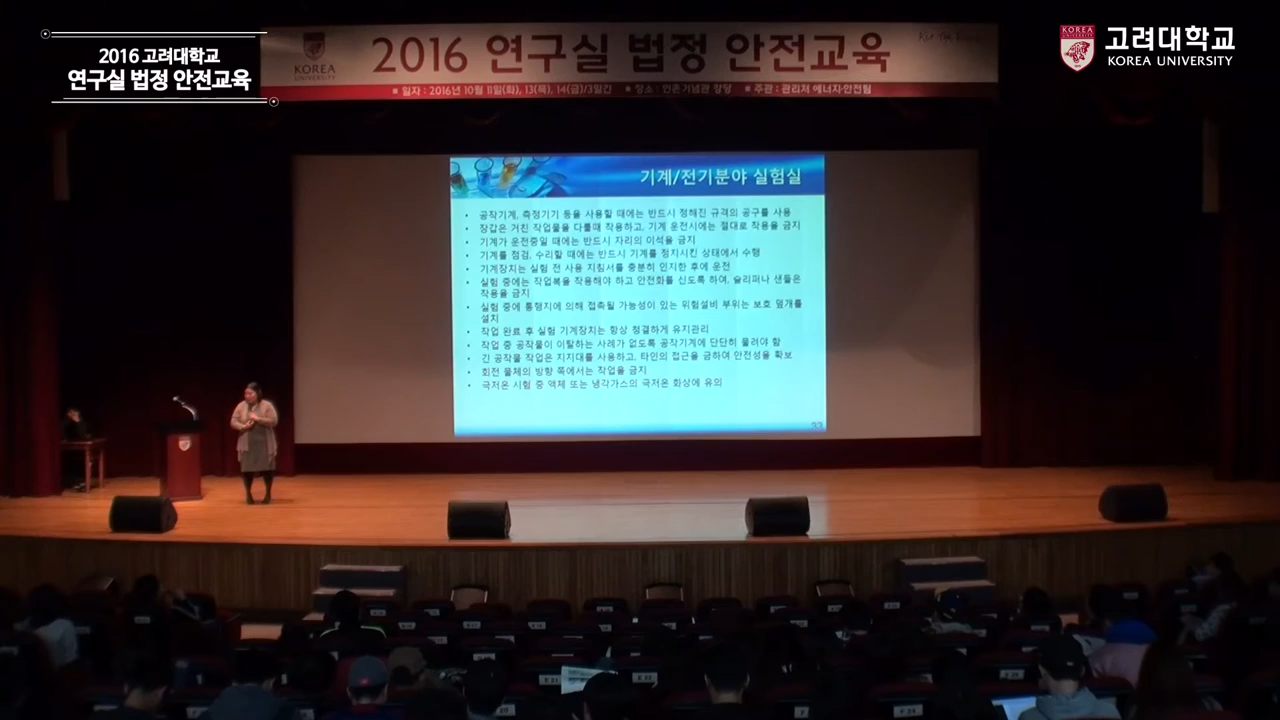 2016 고려대학교
연구실 법정 안전교육
KOREA
UNIVERSITY
2016 연구실 법정 안전교육
■ 일자 : 2016년 10월 11일(화), 13(목), 14(금)/3일간 ■ 장소 : 인촌기념관 강당 ■ 주관 : 관리처 에너지·안전팀
KOREA
UNIVERSITY
고려대학교
KOREA UNIVERSITY
기계/전기분야 실험실
• 공작기계, 측정기기 등을 사용할 때에는 반드시 정해진 규격의 공구를 사용
• 장갑은 거친 작업물을 다룰때 착용하고, 기계 운전시에는 절대로 착용을 금지
• 기계가 운전중일 때에는 반드시 자리의 이석을 금지
• 기계를 점검, 수리할 때에는 반드시 기계를 정지시킨 상태에서 수행
• 기계장치는 실험 전 사용 지침서를 충분히 인지한 후에 운전
• 실험 중에는 작업복을 착용해야 하고 안전화를 신도록 하며, 슬리퍼나 샌들은
착용을 금지
• 실험 중에 통행자에 의해 접촉될 가능성이 있는 위험설비 부위는 보호 덮개를
설치
• 작업 완료 후 실험 기계장치는 항상 청결하게 유지관리
• 작업 중 공작물이 이탈하는 사례가 없도록 공작기계에 단단히 물려야 함
• 긴 공작물 작업은 지지대를 사용하고, 타인의 접근을 금하여 안전성을 확보
• 회전 물체의 방향 쪽에서는 작업을 금지
• 극저온 시험 중 액체 또는 냉각가스의 극저온 화상에 유의
33